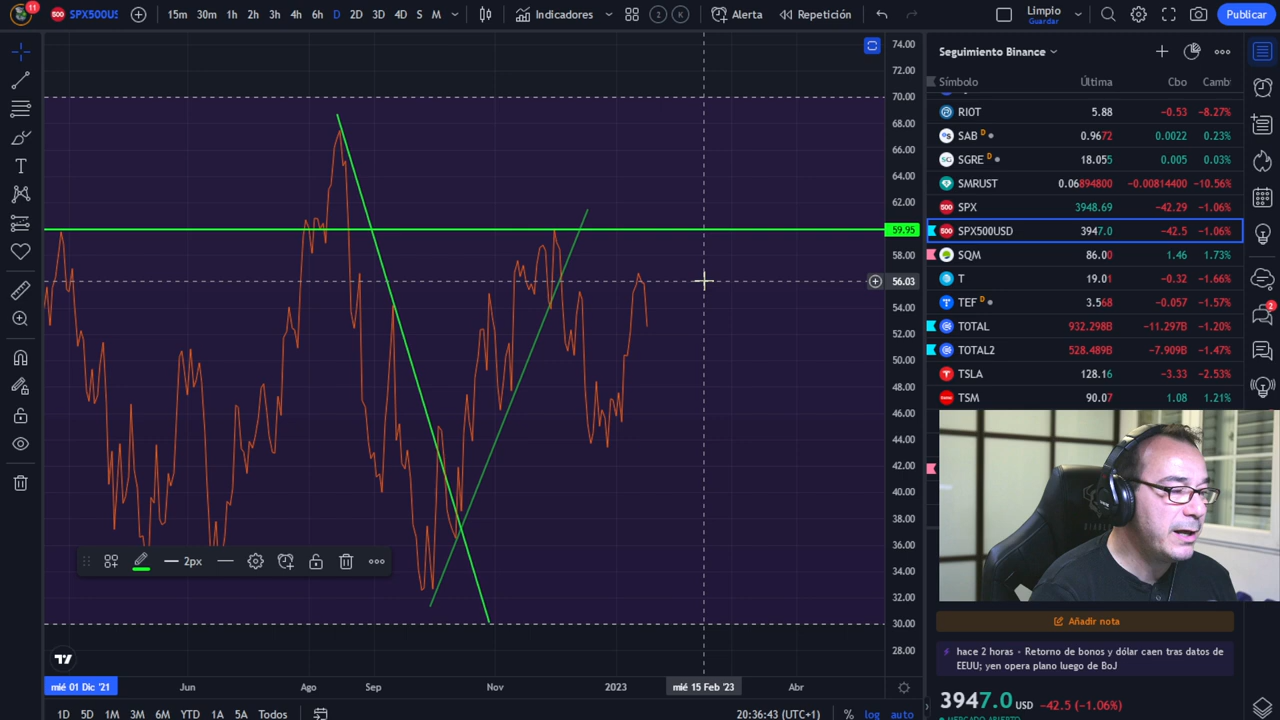 11
500
SPX500US
15m 30m 1h 2h 3h 4h 6h D 2D 3D 4D S M
Indicadores
2 K
Alerta
Repetición
Limpio
Guardar
Publicar
74.00
72.00
70.00
68.00
66.00
64.00
62.00
59.95
58.00
56.03
54.00
52.00
50.00
48.00
46.00
44.00
42.00
40.00
38.00
36.00
34.00
32.00
30.00
28.00
2px
mié 01 Dic '21 Jun Ago Sep Nov 2023 mié 15 Feb '23 Abr
1D 5D 1M 3M 6M YTD 1A 5A Todos
20:36:43 (UTC+1) % log auto
Seguimiento Binance
Símbolo Última Cbo Camb
RIOT 5.88 −0.53 −8.27%
SAB D 0.9672 0.0022 0.23%
SGRE D 18.055 0.005 0.03%
SMRUST 0.06894800 −0.00814400 −10.56%
500 SPX 3948.69 −42.29 −1.06%
500 SPX500USD 3947.0 −42.5 −1.06%
SQM 86.00 1.46 1.73%
T 19.01 −0.32 −1.66%
TEF D 3.568 −0.057 −1.57%
TOTAL 932.298B −11.297B −1.20%
TOTAL2 528.489B −7.909B −1.47%
TSLA 128.16 −3.33 −2.53%
TSM 90.07 1.08 1.21%
2
Añadir nota
hace 2 horas • Retorno de bonos y dólar caen tras datos de
EEUU; yen opera plano luego de BoJ
3947.0 USD −42.5 (−1.06%)
MERCADO ABIERTO